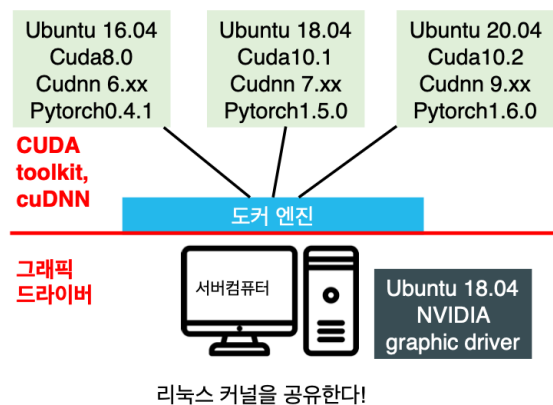 Ubuntu 16.04
Cuda8.0
Cudnn 6.xx
Pytorch0.4.1
Ubuntu 18.04
Cuda10.1
Cudnn 7.xx
Pytorch1.5.0
Ubuntu 20.04
Cuda10.2
Cudnn 9.xx
Pytorch1.6.0
CUDA
toolkit,
cuDNN
도커 엔진
그래픽
드라이버
서버컴퓨터
Ubuntu 18.04
NVIDIA
graphic driver
리눅스 커널을 공유한다!